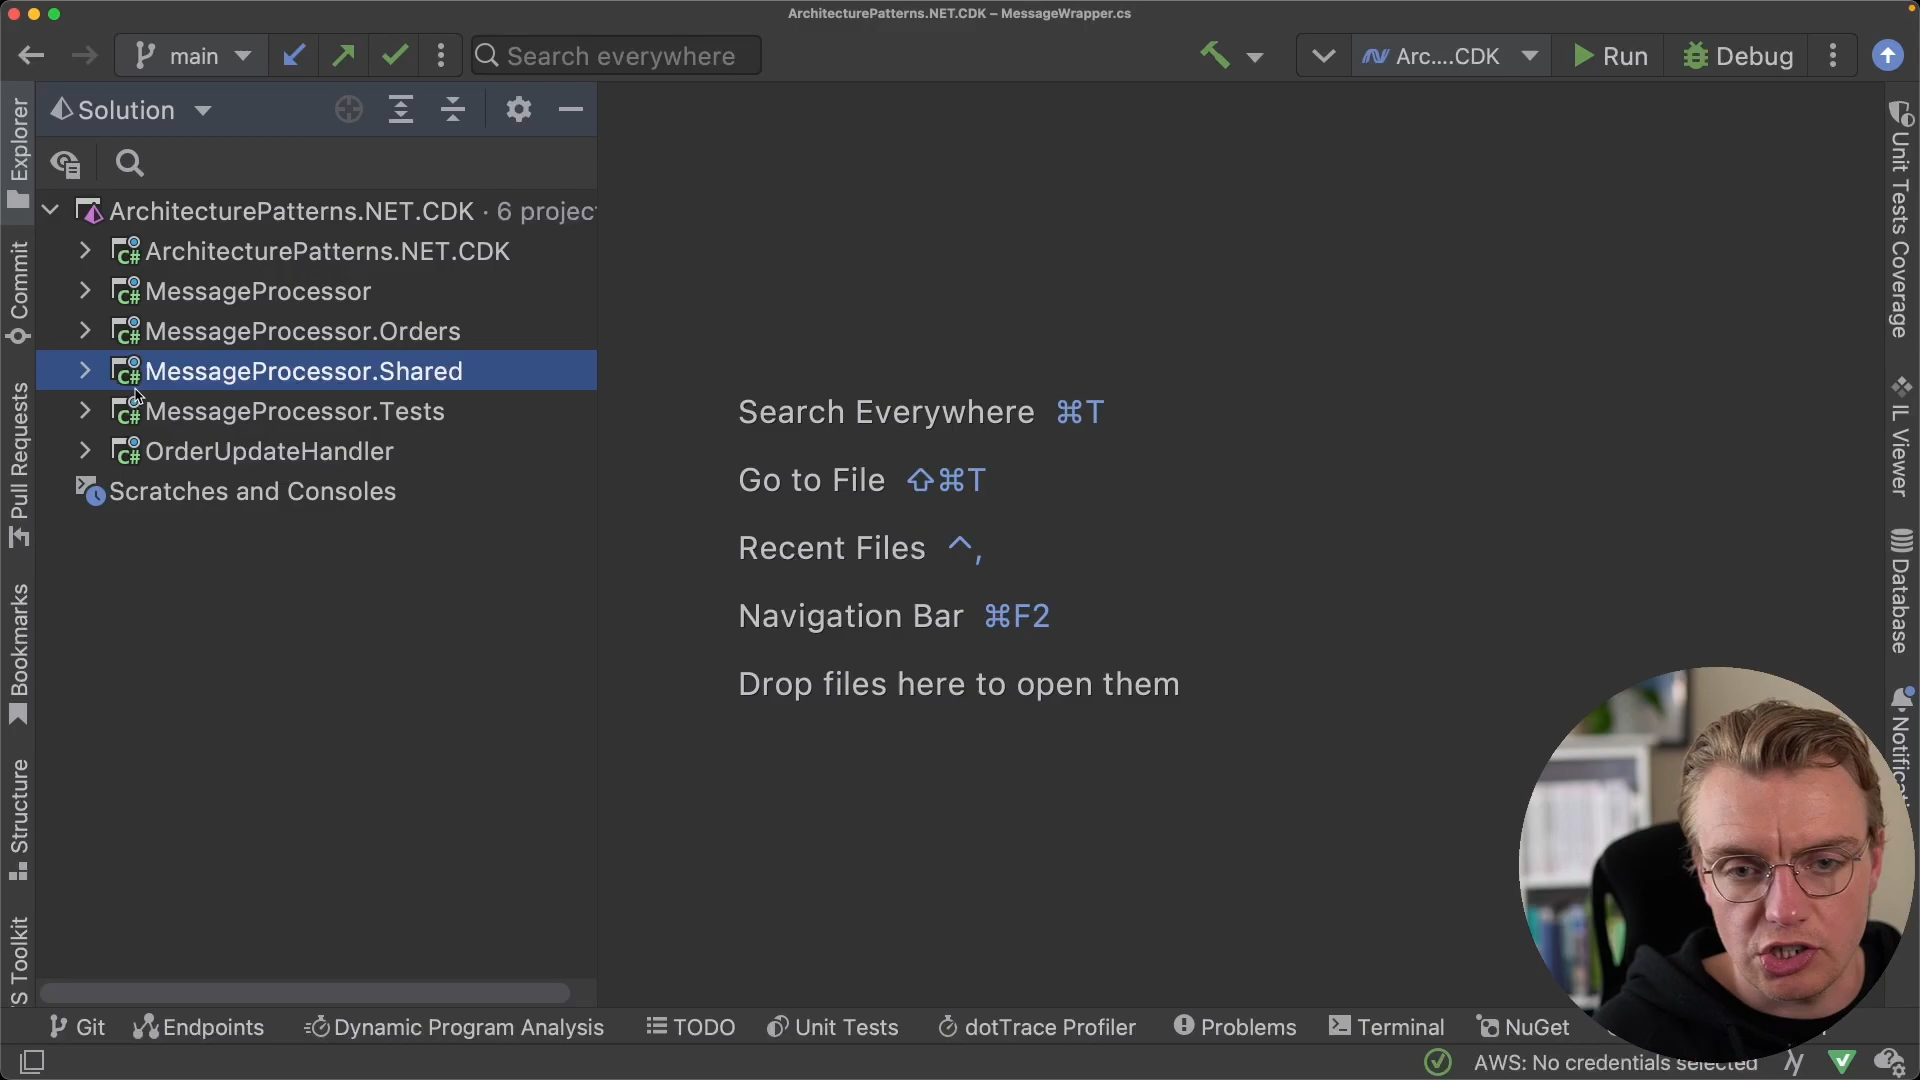 ArchitecturePatterns.NET.CDK – MessageWrapper.cs
main
Search everywhere
Arc....CDK
Run
Debug
Explorer
Commit
Pull Requests
Bookmarks
Structure
S Toolkit
Solution
ArchitecturePatterns.NET.CDK · 6 projec
ArchitecturePatterns.NET.CDK
MessageProcessor
MessageProcessor.Orders
MessageProcessor.Shared
MessageProcessor.Tests
OrderUpdateHandler
Scratches and Consoles
Search Everywhere ⌘T
Go to File ⇧⌘T
Recent Files ^,
Navigation Bar ⌘F2
Drop files here to open them
Unit Tests Coverage
IL Viewer
Database
Notificati
Git
Endpoints
Dynamic Program Analysis
TODO
Unit Tests
dotTrace Profiler
Problems
Terminal
NuGet
AWS: No credentials selected